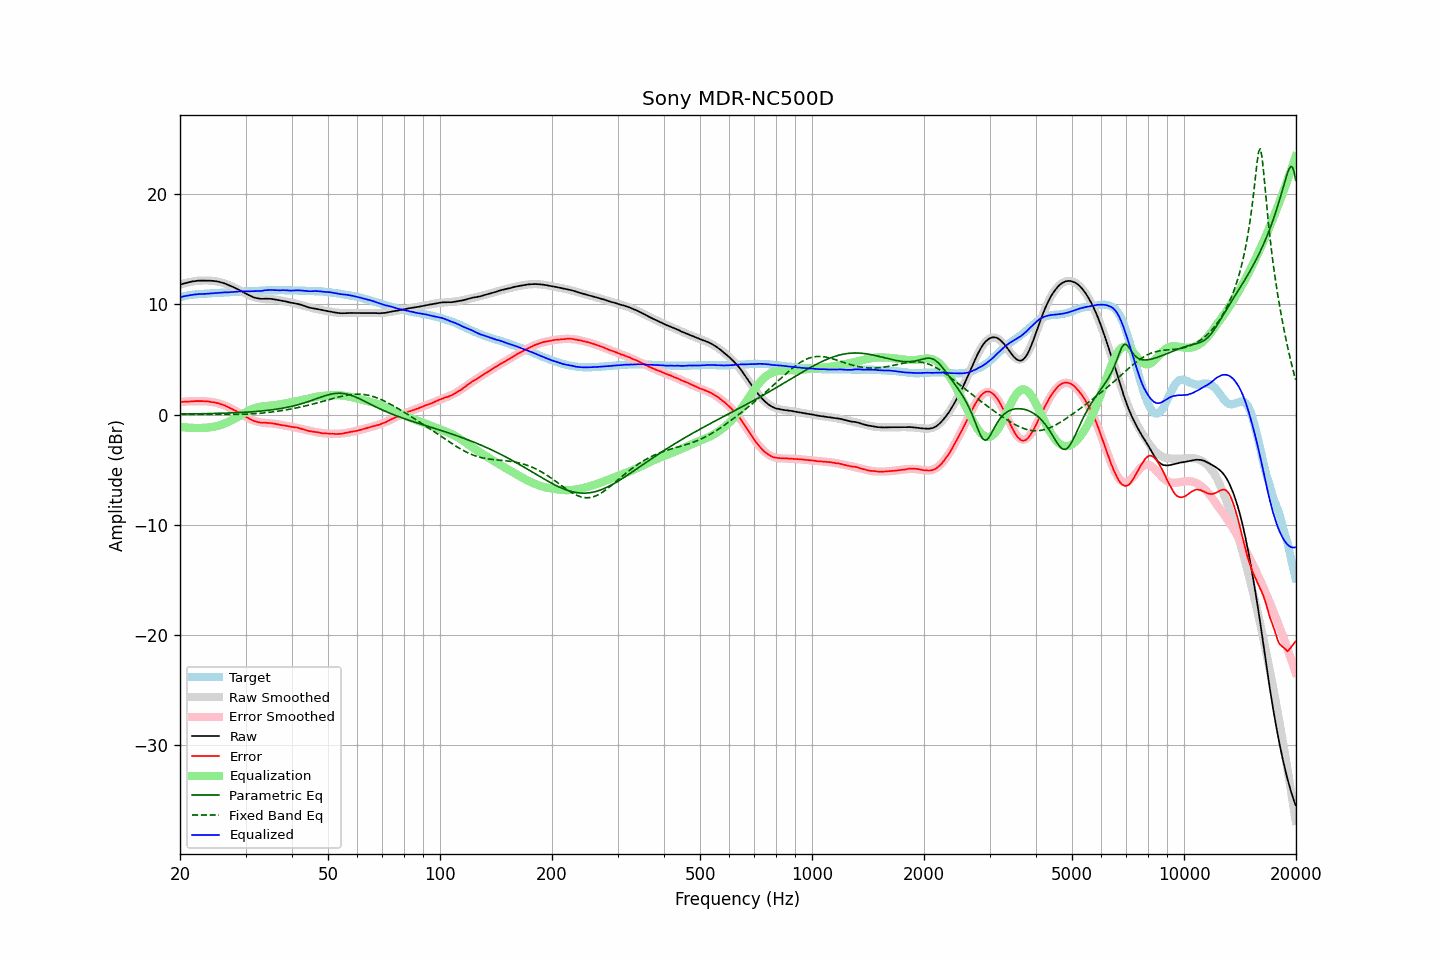 Sony MDR-NC500D
Amplitude (dBr)
20
10
0
−10
−20
−30
Target
Raw Smoothed
Error Smoothed
Raw
Error
Equalization
Parametric Eq
Fixed Band Eq
Equalized
20 50 100 200 500 1000 2000 5000 10000 20000
Frequency (Hz)